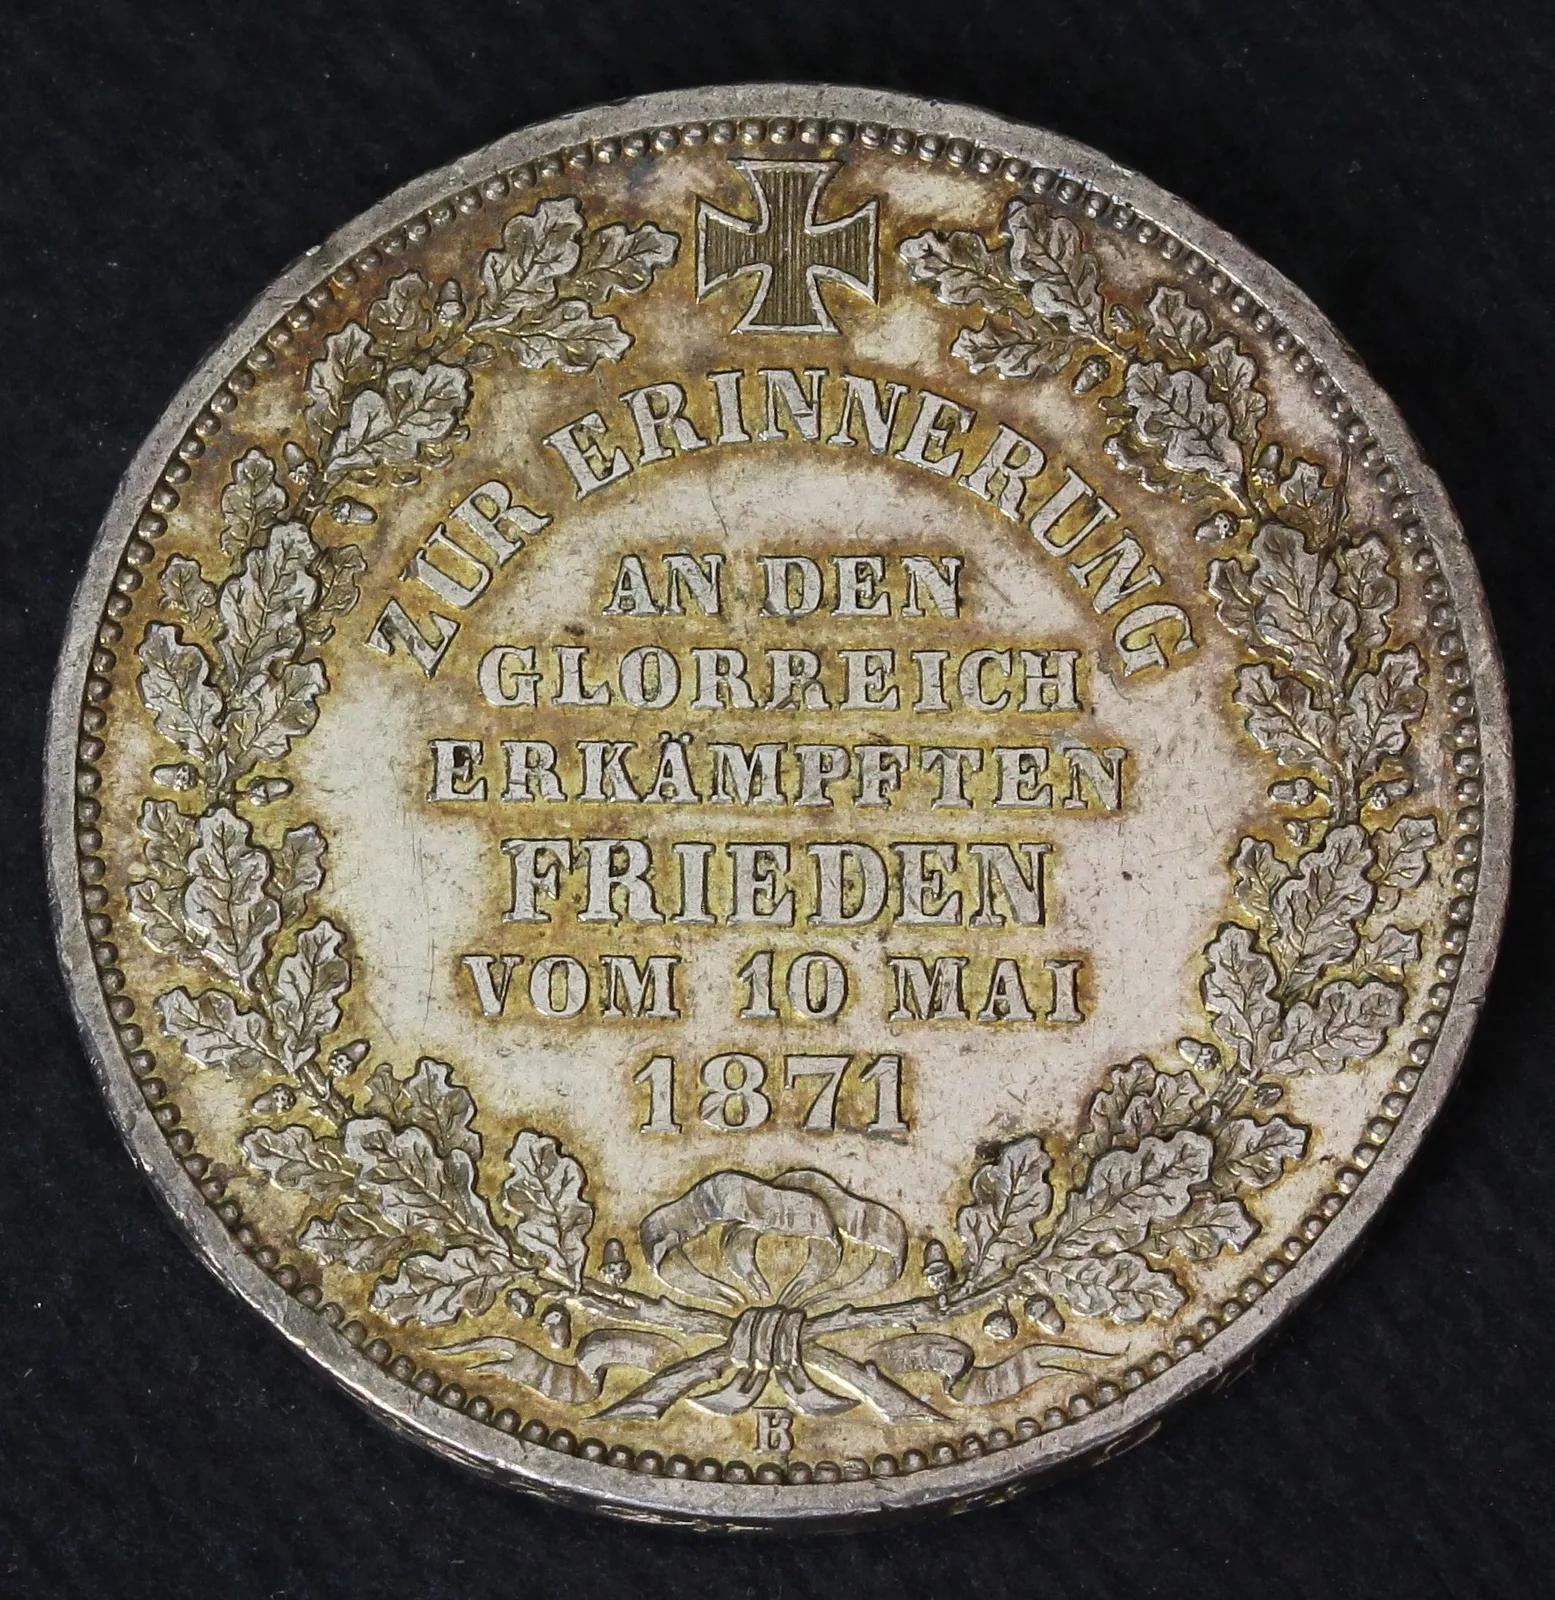 ZUR ERINNERUNG
AN DEN
GLORREICH
ERKÄMPFTEN
FRIEDEN
VOM 10 MAI
1871
B